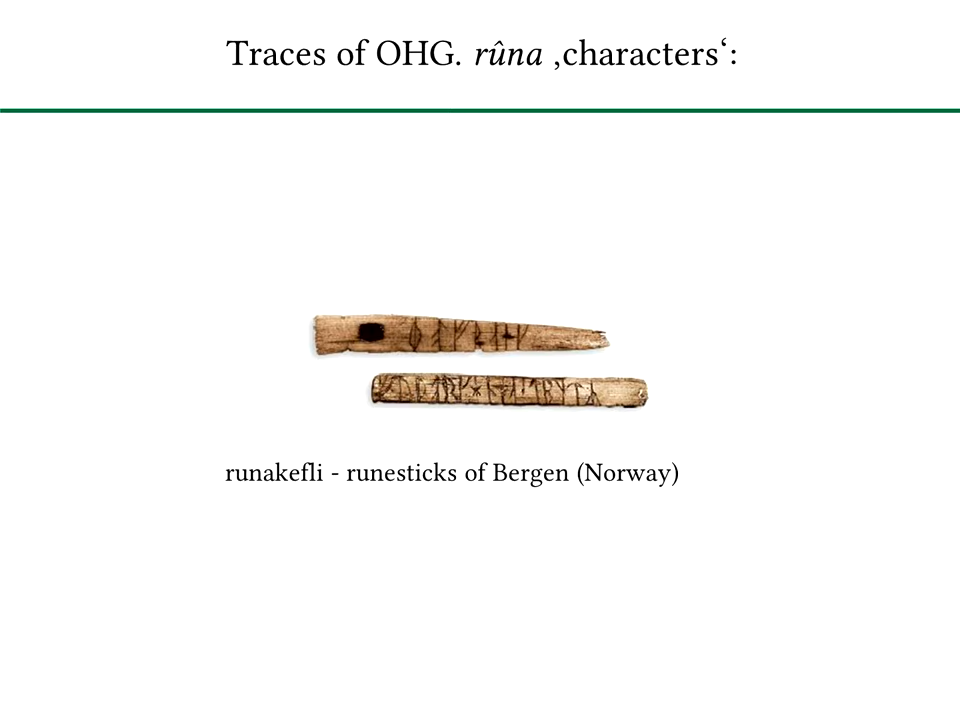 Traces of OHG. rûna ‚characters‘:
runakefli - runesticks of Bergen (Norway)